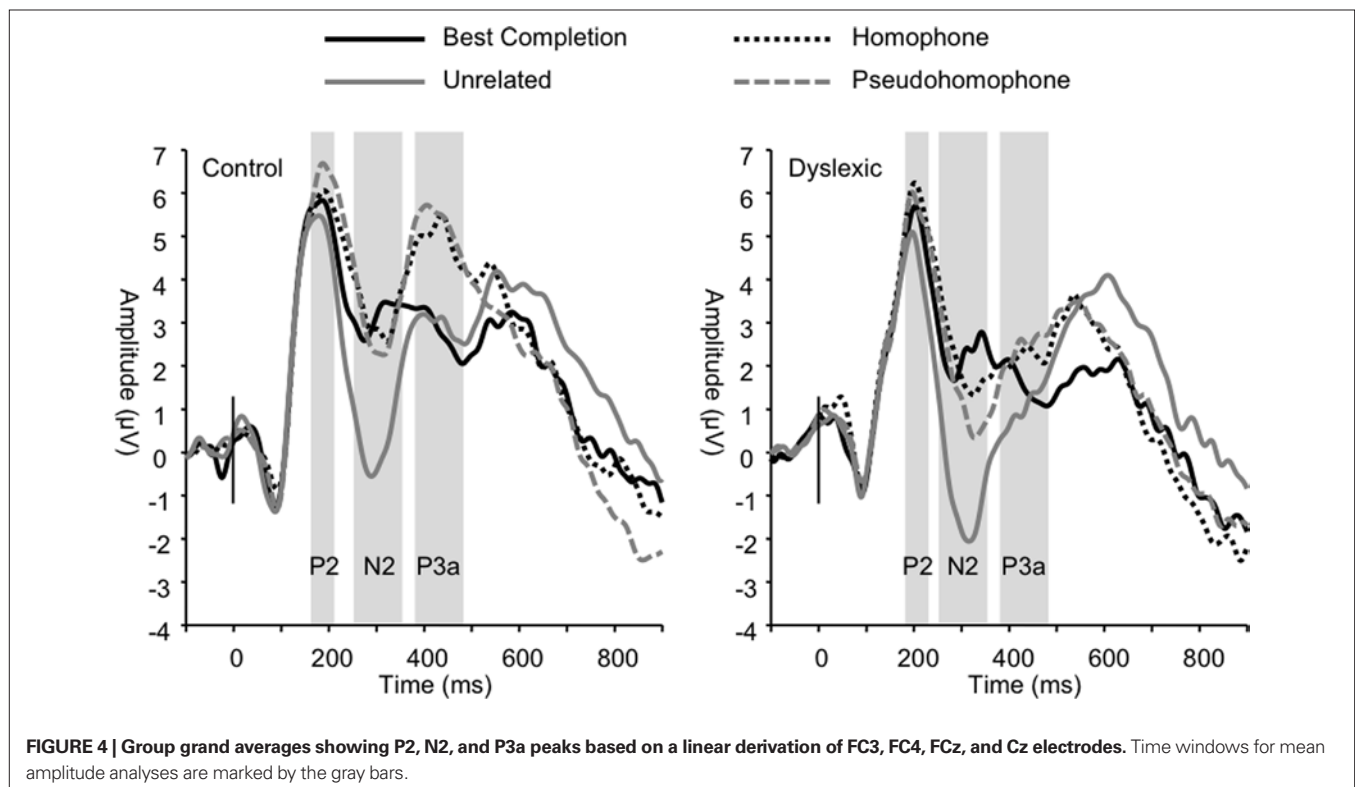 Best Completion
Homophone
Unrelated
Pseudohomophone
Control
7
6
5
4
3
2
1
0
-1
-2
-3
-4
Amplitude (µV)
P2 N2 P3a
0 200 400 600 800
Time (ms)
Dyslexic
7
6
5
4
3
2
1
0
-1
-2
-3
-4
Amplitude (µV)
P2 N2 P3a
0 200 400 600 800
Time (ms)
FIGURE 4 | Group grand averages showing P2, N2, and P3a peaks based on a linear derivation of FC3, FC4, FCz, and Cz electrodes. Time windows for mean
amplitude analyses are marked by the gray bars.